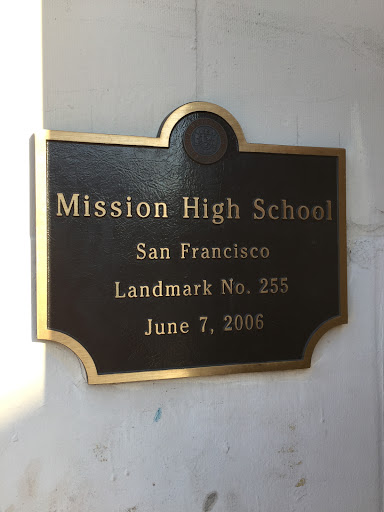 Mission High School
San Francisco
Landmark No. 255
June 7, 2006